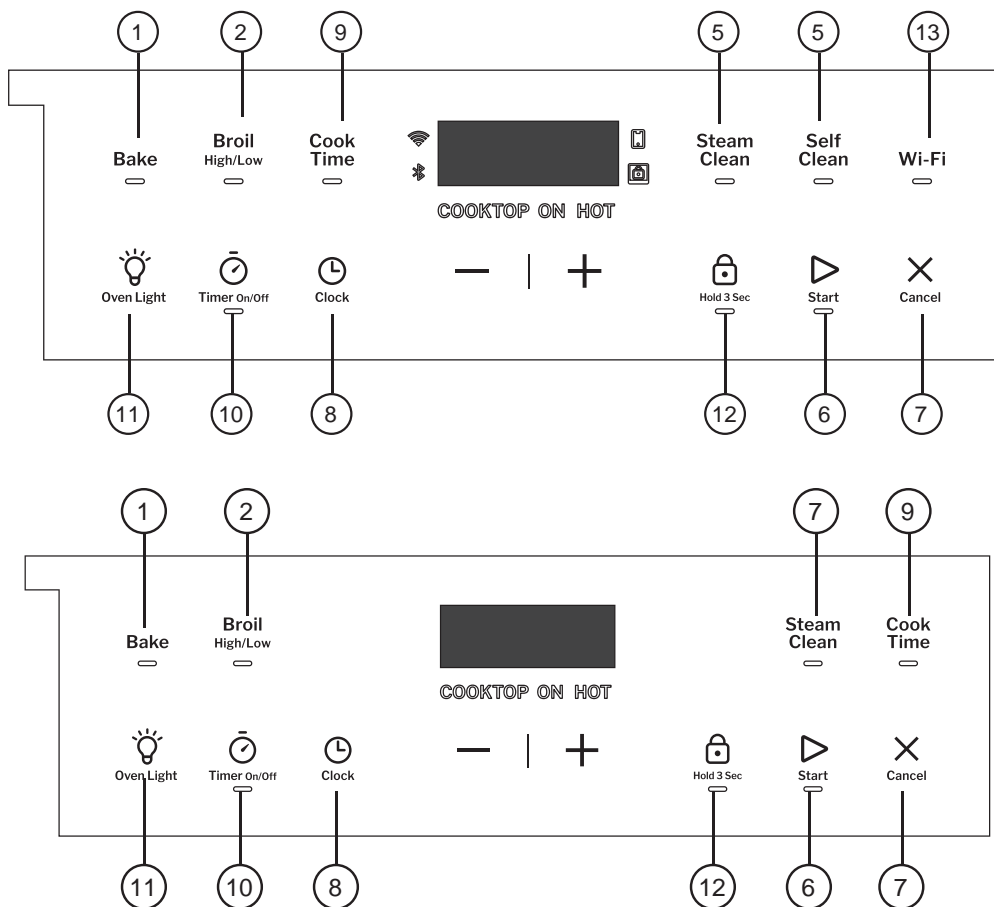 1 2 9 5 5 13
Bake
Broil
High/Low
Cook
Time
Steam
Clean
Self
Clean
Wi-Fi
COOKTOP ON HOT
Oven Light
Timer On/Off
Clock
Hold 3 Sec
Start
Cancel
11 10 8 12 6 7
1 2 7 9
Bake
Broil
High/Low
Steam
Clean
Cook
Time
COOKTOP ON HOT
Oven Light
Timer On/Off
Clock
Hold 3 Sec
Start
Cancel
11 10 8 12 6 7